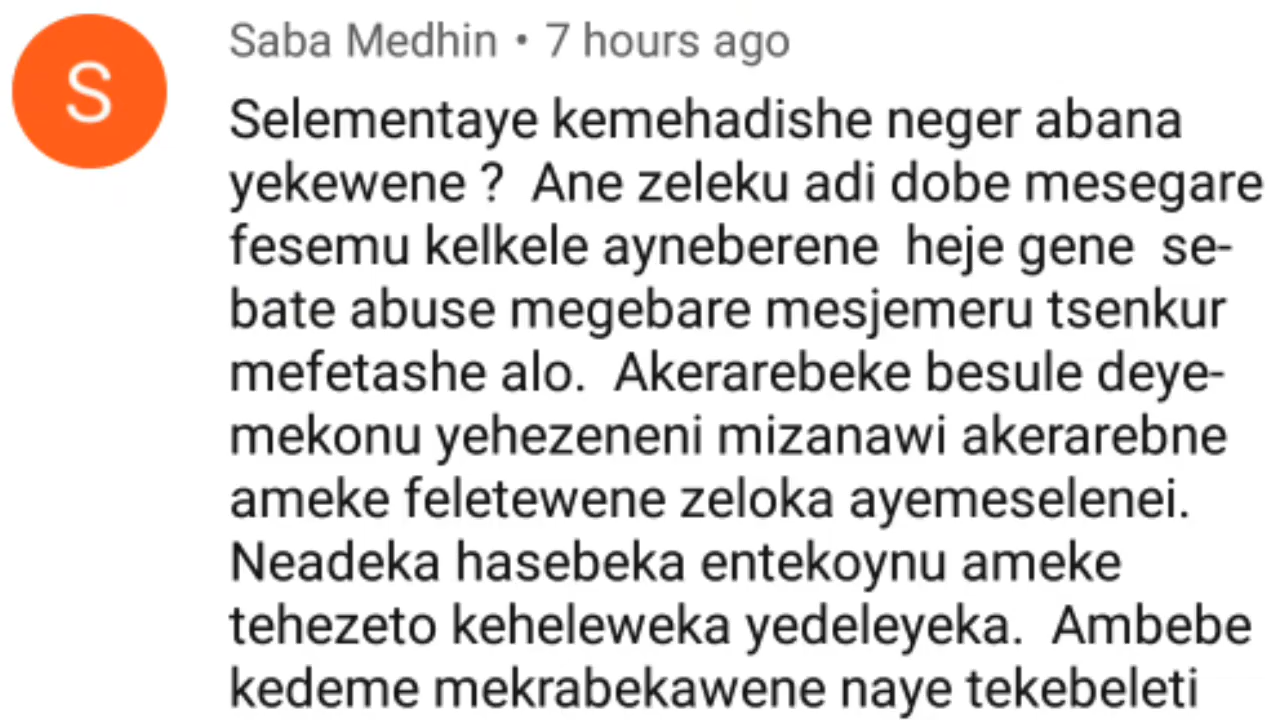 S
Saba Medhin • 7 hours ago
Selementaye kemehadishe neger abana
yekewene ?  Ane zeleku adi dobe mesegare
fesemu kelkele ayneberene  heje gene  se-
bate abuse megebare mesjemeru tsenkur
mefetashe alo.  Akerarebeke besule deye-
mekonu yehezeneni mizanawi akerarebne
ameke feletewene zeloka ayemeselenei.
Neadeka hasebeka entekoynu ameke
tehezeto keheleweka yedeleyeka.  Ambebe
kedeme mekrabekawene naye tekebeleti